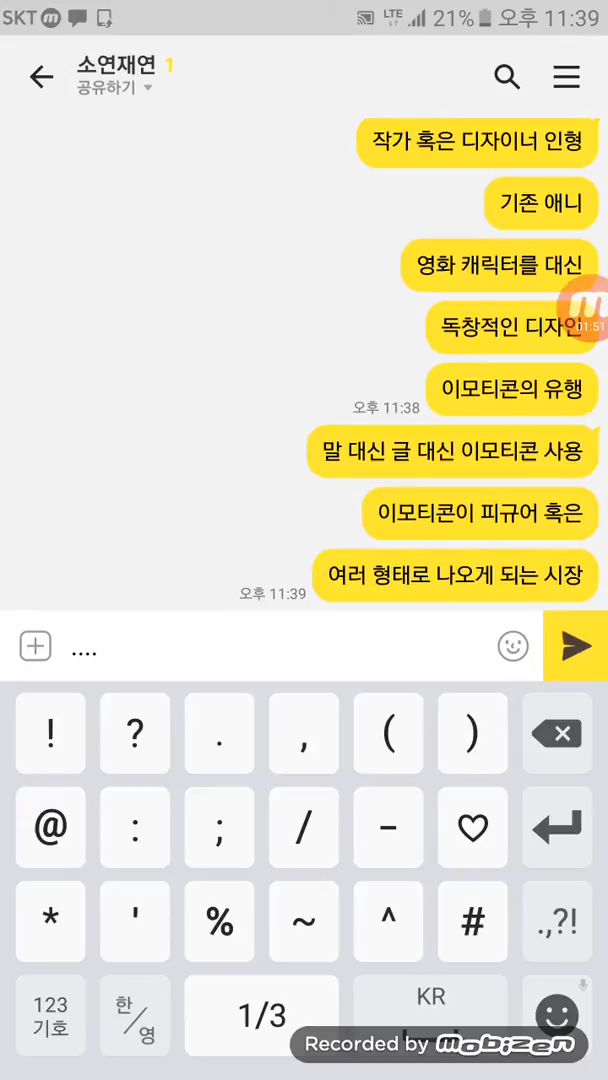 SKT LTE 21% 오후 11:39
소연재연 1
공유하기
작가 혹은 디자이너 인형
기존 애니
영화 캐릭터를 대신
독창적인 디자인
01:51
이모티콘의 유행
오후 11:38
말 대신 글 대신 이모티콘 사용
이모티콘이 피규어 혹은
여러 형태로 나오게 되는 시장
오후 11:39
....
! ? . , ( )
@ : ; / - ♡
* ' % ~ ^ # .,?!
123 기호 한/영 1/3 KR
Recorded by mobizen